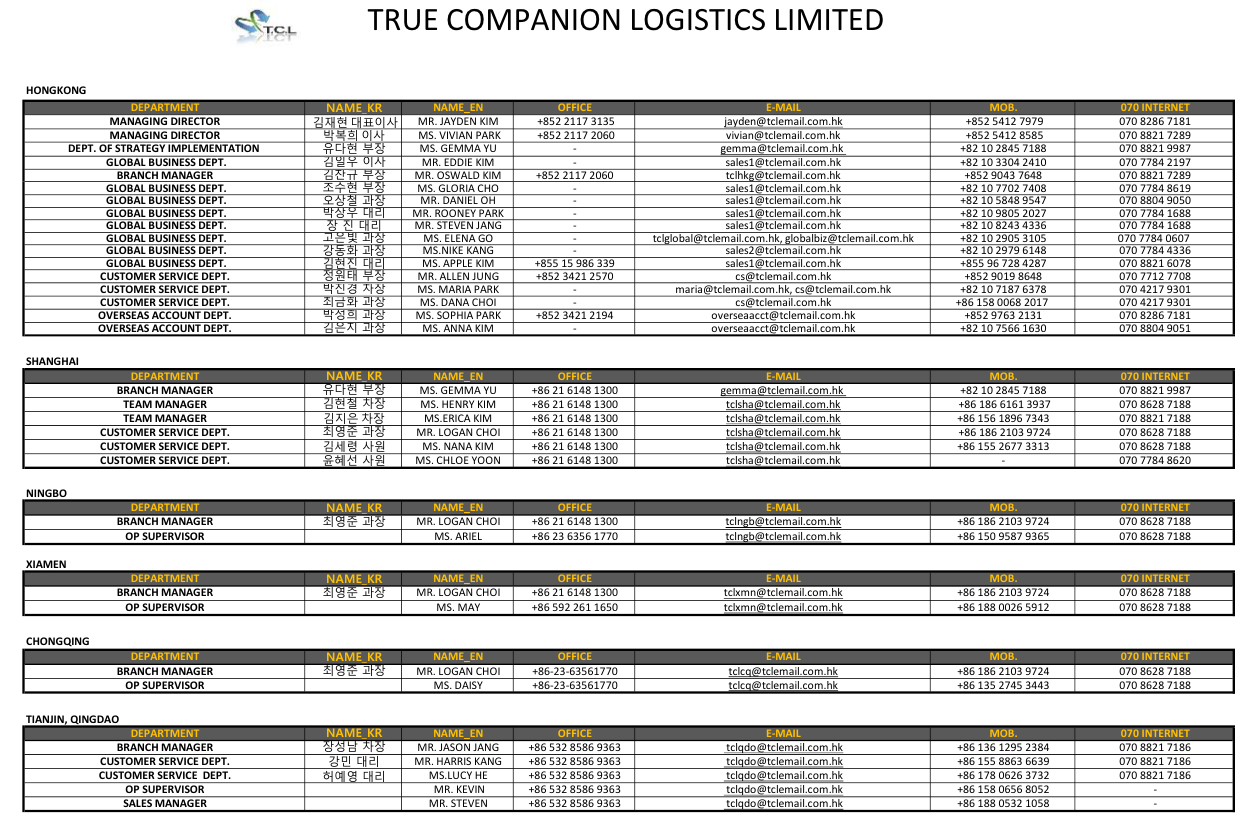 T.C.L
TRUE COMPANION LOGISTICS LIMITED
HONGKONG
DEPARTMENT NAME_KR NAME_EN OFFICE E-MAIL MOB. 070 INTERNET
MANAGING DIRECTOR 김재현 대표이사 MR. JAYDEN KIM +852 2117 3135 jayden@tclemail.com.hk +852 5412 7979 070 8286 7181
MANAGING DIRECTOR 박복희 이사 MS. VIVIAN PARK +852 2117 2060 vivian@tclemail.com.hk +852 5412 8585 070 8821 7289
DEPT. OF STRATEGY IMPLEMENTATION 유다현 부장 MS. GEMMA YU - gemma@tclemail.com.hk +82 10 2845 7188 070 8821 9987
GLOBAL BUSINESS DEPT. 김일우 이사 MR. EDDIE KIM - sales1@tclemail.com.hk +82 10 3304 2410 070 7784 2197
BRANCH MANAGER 김찬규 부장 MR. OSWALD KIM +852 2117 2060 tclhkg@tclemail.com.hk +852 9043 7648 070 8821 7289
GLOBAL BUSINESS DEPT. 조수현 부장 MS. GLORIA CHO - sales1@tclemail.com.hk +82 10 7702 7408 070 7784 8619
GLOBAL BUSINESS DEPT. 오상철 과장 MR. DANIEL OH - sales1@tclemail.com.hk +82 10 5848 9547 070 8804 9050
GLOBAL BUSINESS DEPT. 박상우 대리 MR. ROONEY PARK - sales1@tclemail.com.hk +82 10 9805 2027 070 7784 1688
GLOBAL BUSINESS DEPT. 장 진 대리 MR. STEVEN JANG - sales1@tclemail.com.hk +82 10 8243 4336 070 7784 1688
GLOBAL BUSINESS DEPT. 고은빛 과장 MS. ELENA GO - tclglobal@tclemail.com.hk, globalbiz@tclemail.com.hk +82 10 2905 3105 070 7784 0607
GLOBAL BUSINESS DEPT. 강동화 과장 MS.NIKE KANG - sales2@tclemail.com.hk +82 10 2979 6148 070 7784 4336
GLOBAL BUSINESS DEPT. 김현진 대리 MS. APPLE KIM +855 15 986 339 sales1@tclemail.com.hk +855 96 728 4287 070 8821 6078
CUSTOMER SERVICE DEPT. 정원태 부장 MR. ALLEN JUNG +852 3421 2570 cs@tclemail.com.hk +852 9019 8648 070 7712 7708
CUSTOMER SERVICE DEPT. 박진경 차장 MS. MARIA PARK - maria@tclemail.com.hk, cs@tclemail.com.hk +82 10 7187 6378 070 4217 9301
CUSTOMER SERVICE DEPT. 최금화 과장 MS. DANA CHOI - cs@tclemail.com.hk +86 158 0068 2017 070 4217 9301
OVERSEAS ACCOUNT DEPT. 박성희 과장 MS. SOPHIA PARK +852 3421 2194 overseaacct@tclemail.com.hk +852 9763 2131 070 8286 7181
OVERSEAS ACCOUNT DEPT. 김은지 과장 MS. ANNA KIM - overseaacct@tclemail.com.hk +82 10 7566 1630 070 8804 9051
SHANGHAI
DEPARTMENT NAME_KR NAME_EN OFFICE E-MAIL MOB. 070 INTERNET
BRANCH MANAGER 유다현 부장 MS. GEMMA YU +86 21 6148 1300 gemma@tclemail.com.hk +82 10 2845 7188 070 8821 9987
TEAM MANAGER 김현철 차장 MS. HENRY KIM +86 21 6148 1300 tclsha@tclemail.com.hk +86 186 6161 3937 070 8628 7188
TEAM MANAGER 김지은 차장 MS.ERICA KIM +86 21 6148 1300 tclsha@tclemail.com.hk +86 156 1896 7343 070 8821 7188
CUSTOMER SERVICE DEPT. 최영준 과장 MR. LOGAN CHOI +86 21 6148 1300 tclsha@tclemail.com.hk +86 186 2103 9724 070 8628 7188
CUSTOMER SERVICE DEPT. 김세령 사원 MS. NANA KIM +86 21 6148 1300 tclsha@tclemail.com.hk +86 155 2677 3313 070 8628 7188
CUSTOMER SERVICE DEPT. 윤혜선 사원 MS. CHLOE YOON +86 21 6148 1300 tclsha@tclemail.com.hk - 070 7784 8620
NINGBO
DEPARTMENT NAME_KR NAME_EN OFFICE E-MAIL MOB. 070 INTERNET
BRANCH MANAGER 최영준 과장 MR. LOGAN CHOI +86 21 6148 1300 tclngb@tclemail.com.hk +86 186 2103 9724 070 8628 7188
OP SUPERVISOR MS. ARIEL +86 23 6356 1770 tclngb@tclemail.com.hk +86 150 9587 9365 070 8628 7188
XIAMEN
DEPARTMENT NAME_KR NAME_EN OFFICE E-MAIL MOB. 070 INTERNET
BRANCH MANAGER 최영준 과장 MR. LOGAN CHOI +86 21 6148 1300 tclxmn@tclemail.com.hk +86 186 2103 9724 070 8628 7188
OP SUPERVISOR MS. MAY +86 592 261 1650 tclxmn@tclemail.com.hk +86 188 0026 5912 070 8628 7188
CHONGQING
DEPARTMENT NAME_KR NAME_EN OFFICE E-MAIL MOB. 070 INTERNET
BRANCH MANAGER 최영준 과장 MR. LOGAN CHOI +86-23-63561770 tclcq@tclemail.com.hk +86 186 2103 9724 070 8628 7188
OP SUPERVISOR MS. DAISY +86-23-63561770 tclcq@tclemail.com.hk +86 135 2745 3443 070 8628 7188
TIANJIN, QINGDAO
DEPARTMENT NAME_KR NAME_EN OFFICE E-MAIL MOB. 070 INTERNET
BRANCH MANAGER 장성남 차장 MR. JASON JANG +86 532 8586 9363 tclqdo@tclemail.com.hk +86 136 1295 2384 070 8821 7186
CUSTOMER SERVICE DEPT. 강민 대리 MR. HARRIS KANG +86 532 8586 9363 tclqdo@tclemail.com.hk +86 155 8863 6639 070 8821 7186
CUSTOMER SERVICE DEPT. 허예영 대리 MS.LUCY HE +86 532 8586 9363 tclqdo@tclemail.com.hk +86 178 0626 3732 070 8821 7186
OP SUPERVISOR MR. KEVIN +86 532 8586 9363 tclqdo@tclemail.com.hk +86 158 0656 8052 -
SALES MANAGER MR. STEVEN +86 532 8586 9363 tclqdo@tclemail.com.hk +86 188 0532 1058 -